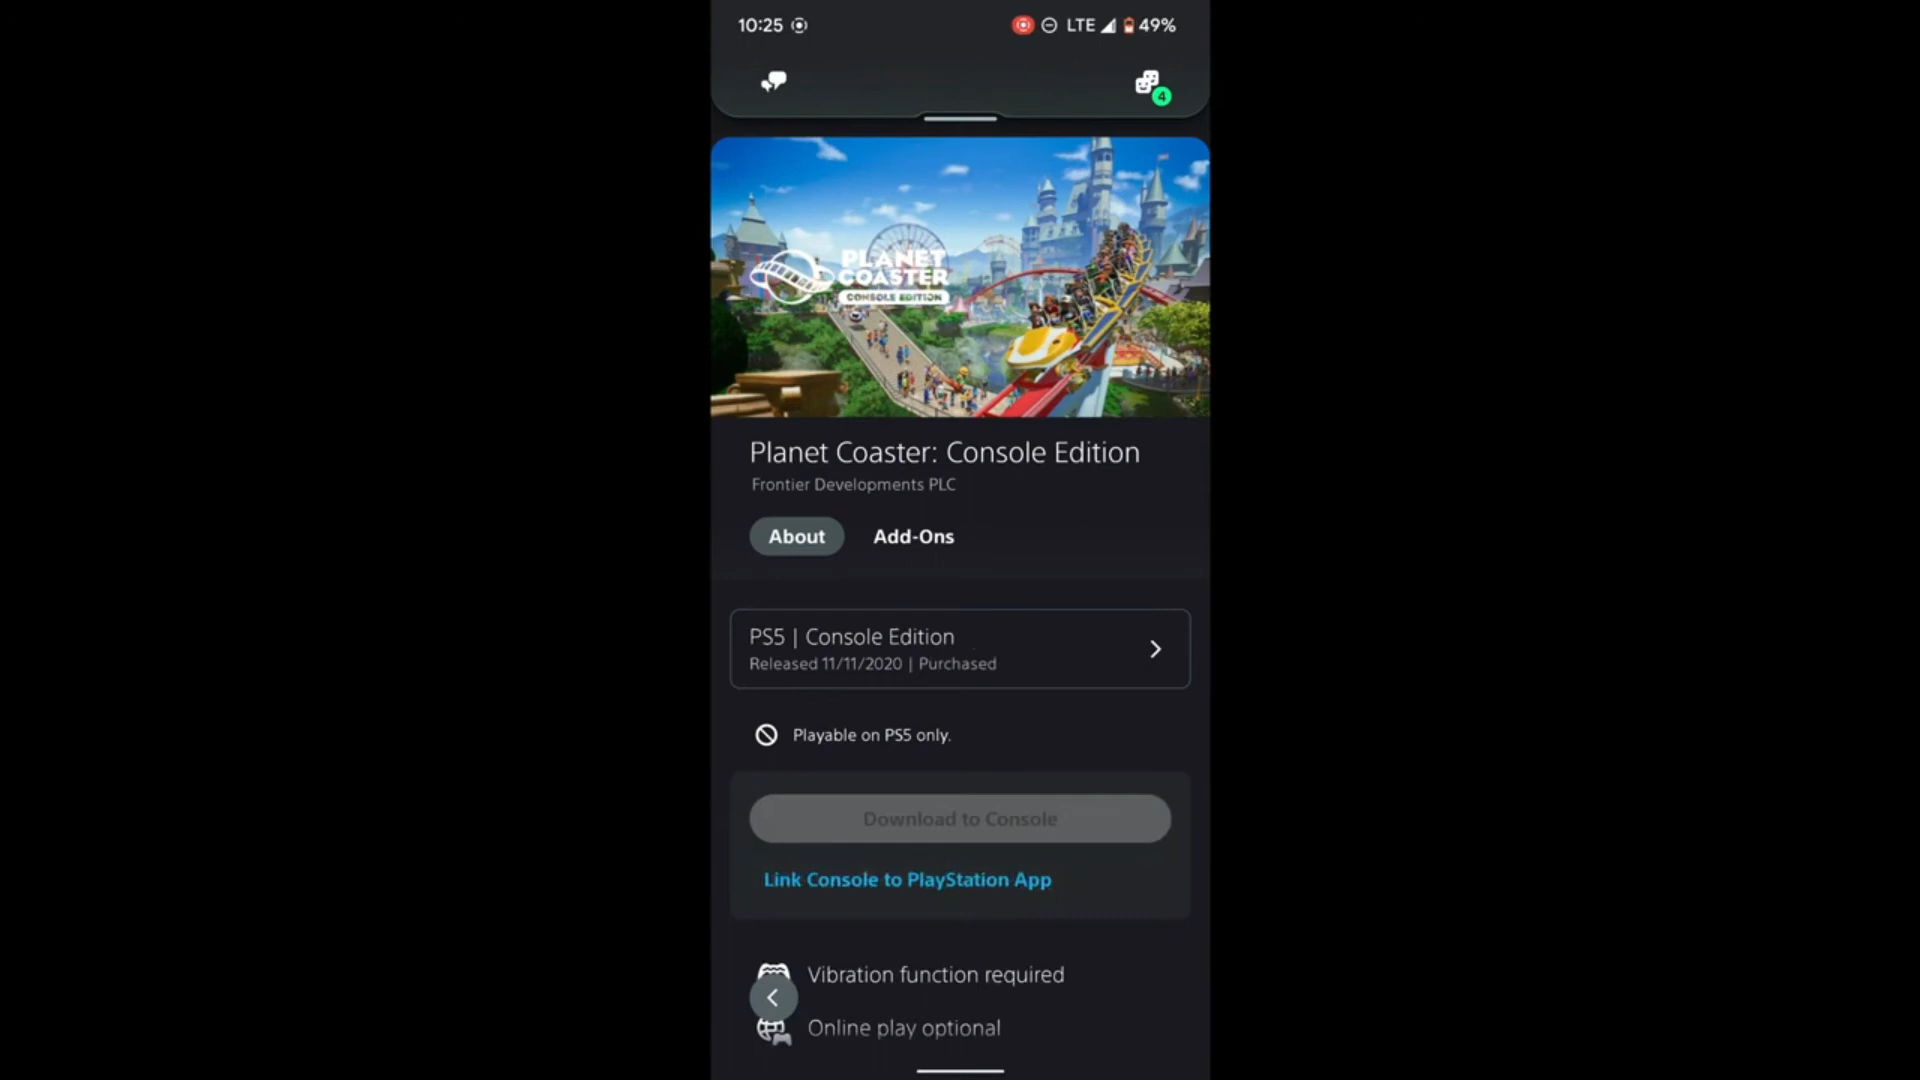 10:25
LTE 49%
4
PLANET
COASTER
CONSOLE EDITION
Planet Coaster: Console Edition
Frontier Developments PLC
About
Add-Ons
PS5 | Console Edition
Released 11/11/2020 | Purchased
Playable on PS5 only.
Download to Console
Link Console to PlayStation App
Vibration function required
Online play optional